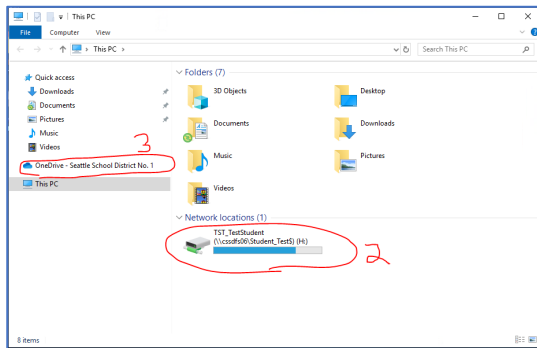 This PC
File Computer View
This PC
Search This PC
Quick access
Downloads
Documents
Pictures
Music
Videos
3
OneDrive - Seattle School District No. 1
This PC
Folders (7)
3D Objects
Desktop
Documents
Downloads
Music
Pictures
Videos
Network locations (1)
TST_TestStudent
(\\cssdfs06\Student_Test$) (H:)
2
8 items